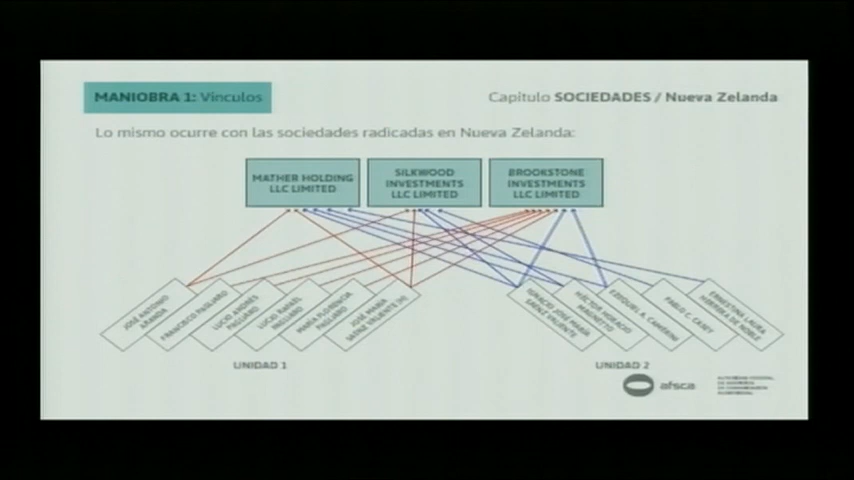 MANIOBRA 1: Vínculos
Capítulo SOCIEDADES / Nueva Zelanda
Lo mismo ocurre con las sociedades radicadas en Nueva Zelanda:
MATHER HOLDING
LLC LIMITED
SILKWOOD
INVESTMENTS
LLC LIMITED
BROOKSTONE
INVESTMENTS
LLC LIMITED
JOSÉ ANTONIO
ARANDA
FRANCISCO PAGLIARO
LUCIO ANDRÉS
PAGLIARO
LUCIO RAFAEL
PAGLIARO
MARÍA FLORENCIA
PAGLIARO
JOSÉ MARÍA
SÁENZ VALIENTE (H)
IGNACIO JOSÉ MARÍA
SÁENZ VALIENTE
HÉCTOR HORACIO
MAGNETTO
EZEQUIEL A.
PABLO C. CASEY
ERNESTINA LAURA
HERRERA DE NOBLE
UNIDAD 1
UNIDAD 2
afsca